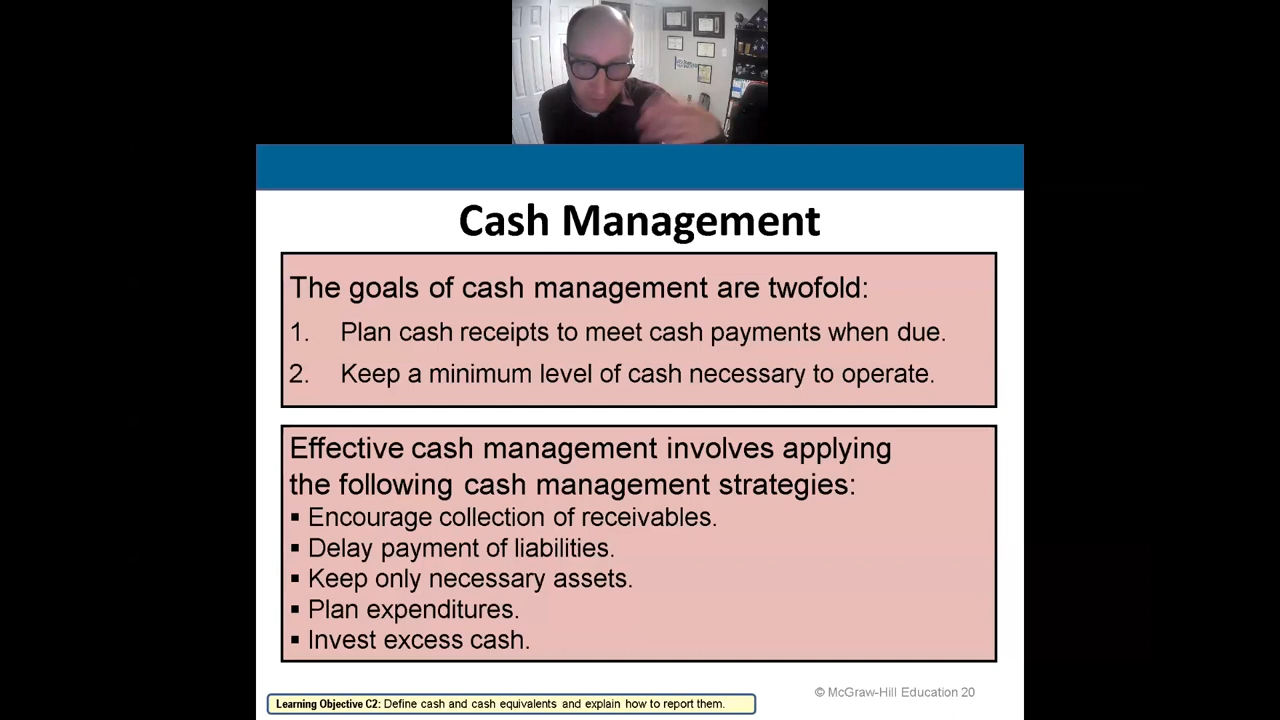 Cash Management
The goals of cash management are twofold:
1. Plan cash receipts to meet cash payments when due.
2. Keep a minimum level of cash necessary to operate.
Effective cash management involves applying
the following cash management strategies:
▪ Encourage collection of receivables.
▪ Delay payment of liabilities.
▪ Keep only necessary assets.
▪ Plan expenditures.
▪ Invest excess cash.
© McGraw-Hill Education 20
Learning Objective C2: Define cash and cash equivalents and explain how to report them.